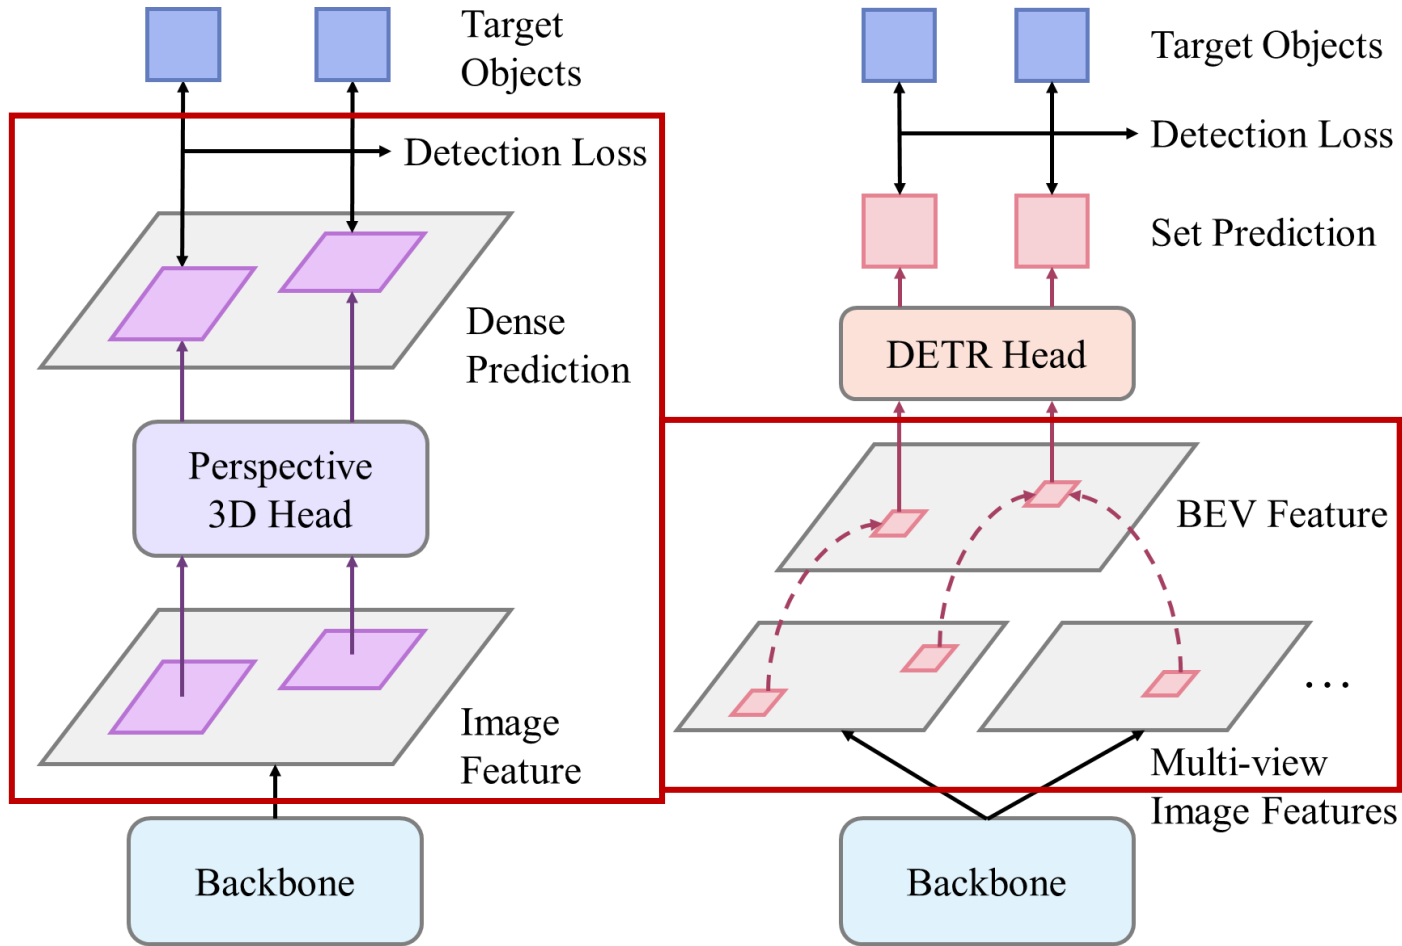 Target
Objects
Detection Loss
Dense
Prediction
Perspective
3D Head
Image
Feature
Backbone
Target Objects
Detection Loss
Set Prediction
DETR Head
BEV Feature
...
Multi-view
Image Features
Backbone